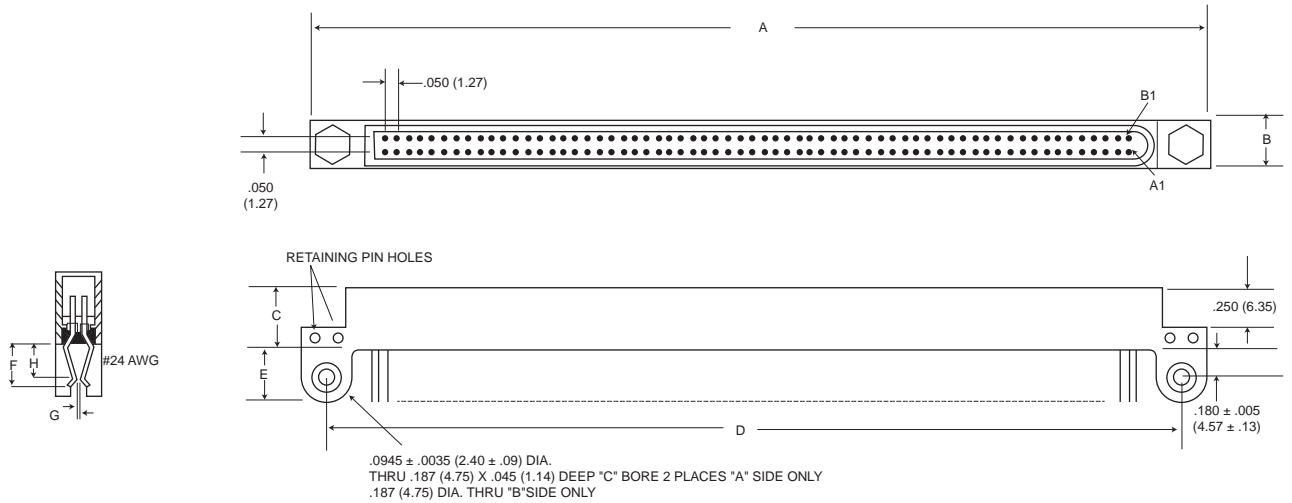 A
.050 (1.27)
B1
B
.050
(1.27)
A1
RETAINING PIN HOLES
C
.250 (6.35)
#24 AWG
F
H
E
G
.180 ± .005
(4.57 ± .13)
D
.0945 ± .0035 (2.40 ± .09) DIA.
THRU .187 (4.75) X .045 (1.14) DEEP "C" BORE 2 PLACES "A" SIDE ONLY
.187 (4.75) DIA. THRU "B"SIDE ONLY